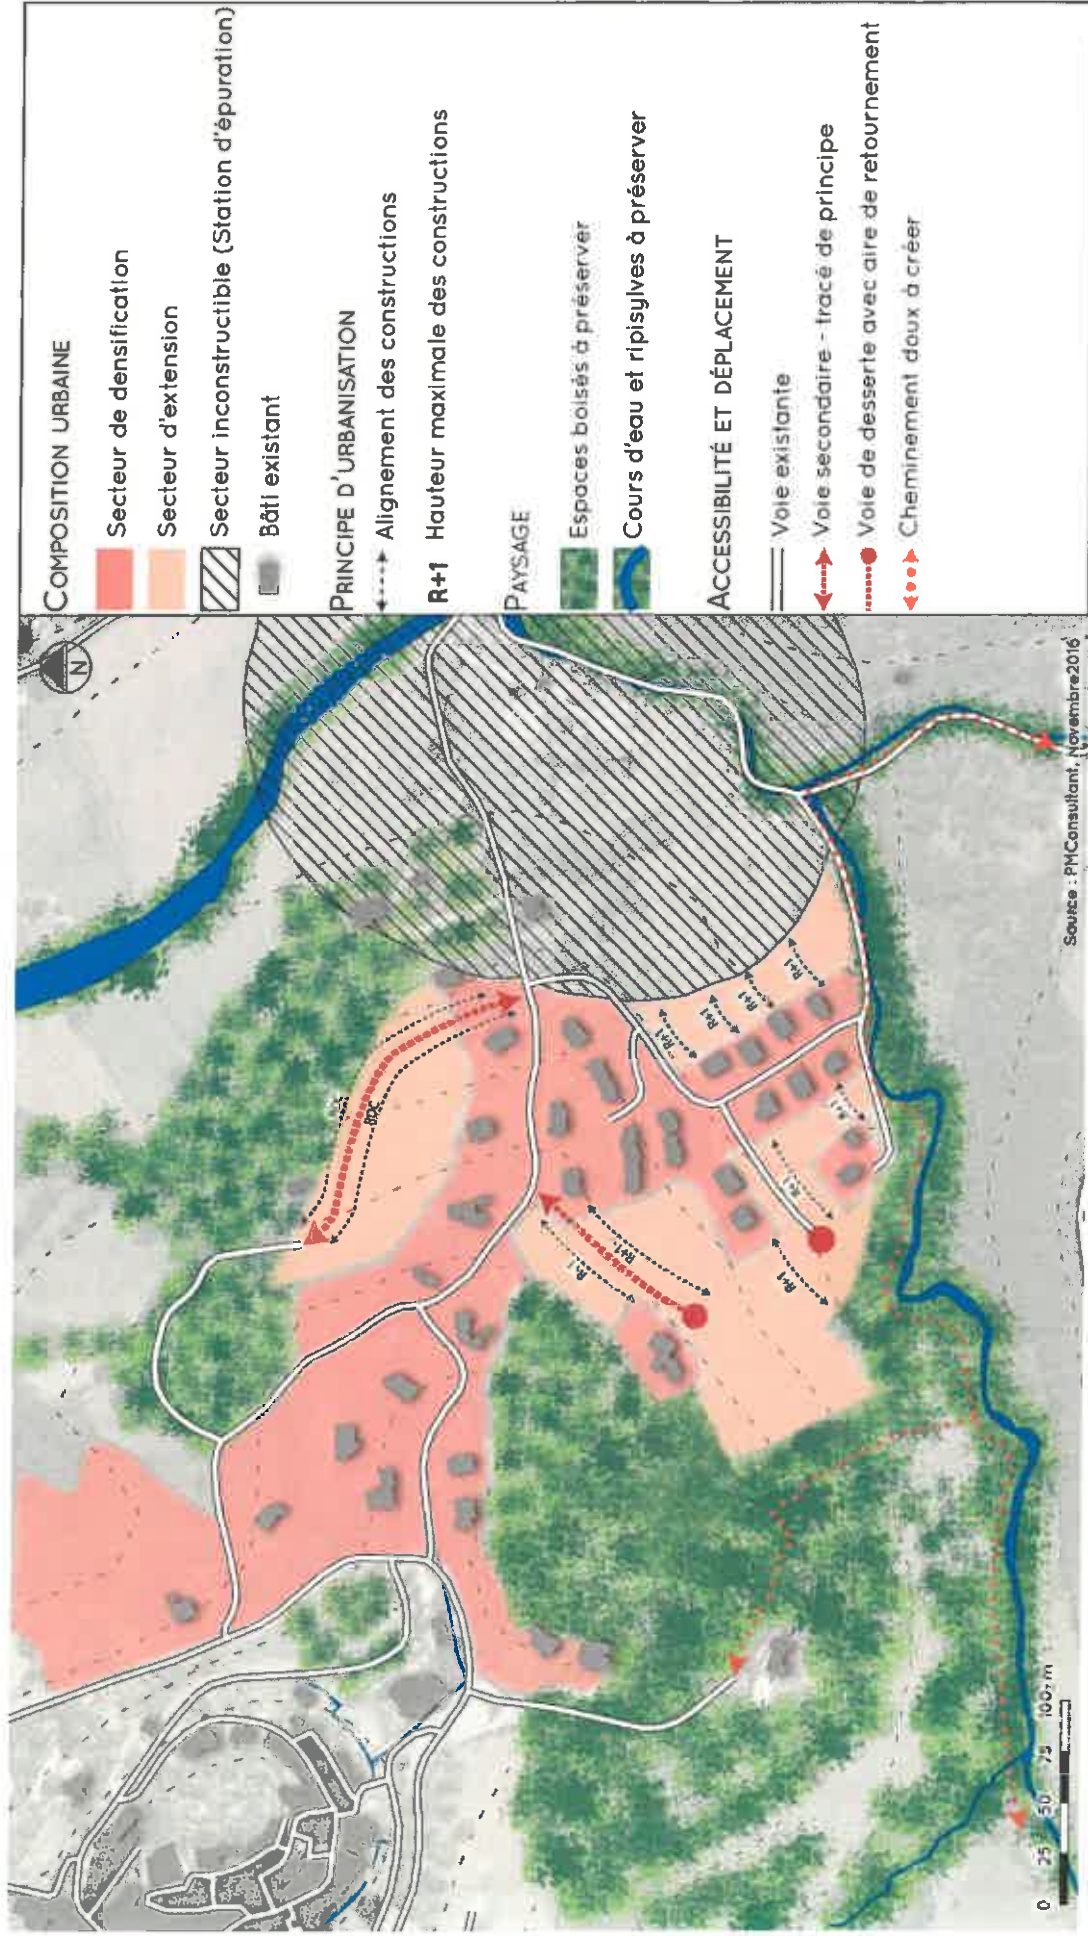 COMPOSITION URBAINE
Secteur de densification
Secteur d'extension
Secteur inconstructible (Station d'épuration)
Bâti existant
PRINCIPE D'URBANISATION
Alignement des constructions
R+1 Hauteur maximale des constructions
PAYSAGE
Espaces boisés à préserver
Cours d'eau et ripisylves à préserver
ACCESSIBILITÉ ET DÉPLACEMENT
Voie existante
Voie secondaire - tracé de principe
Voie de desserte avec aire de retournement
Cheminement doux à créer
N
R+1
R+1
R+1
R+1
R+1
R+1
R+1
R+1
R+1
0 25 50 75 100 m
Source : PMConsultant, Novembre2016